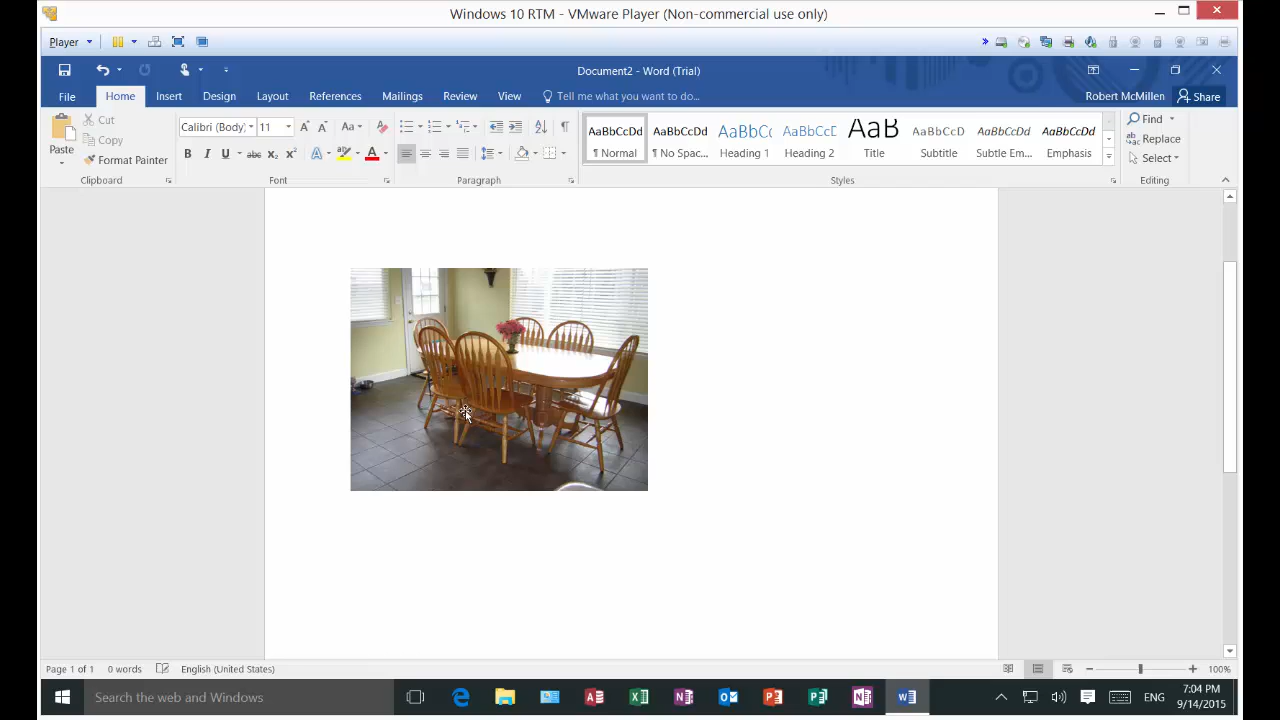 Windows 10 RTM - VMware Player (Non-commercial use only)
Player
Document2 - Word (Trial)
File Home Insert Design Layout References Mailings Review View Tell me what you want to do... Robert McMillen Share
Paste
Cut
Copy
Format Painter
Clipboard
Calibri (Body) 11
Aa
B I U abc X₂ X²
A A
Font
Paragraph
AaBbCcDd AaBbCcDd AaBbCc AaBbCcE AaB AaBbCcD AaBbCcDd AaBbCcDd
¶ Normal ¶ No Spac... Heading 1 Heading 2 Title Subtitle Subtle Em... Emphasis
Styles
Find
Replace
Select
Editing
Page 1 of 1 0 words English (United States) 100%
Search the web and Windows
ENG
7:04 PM
9/14/2015